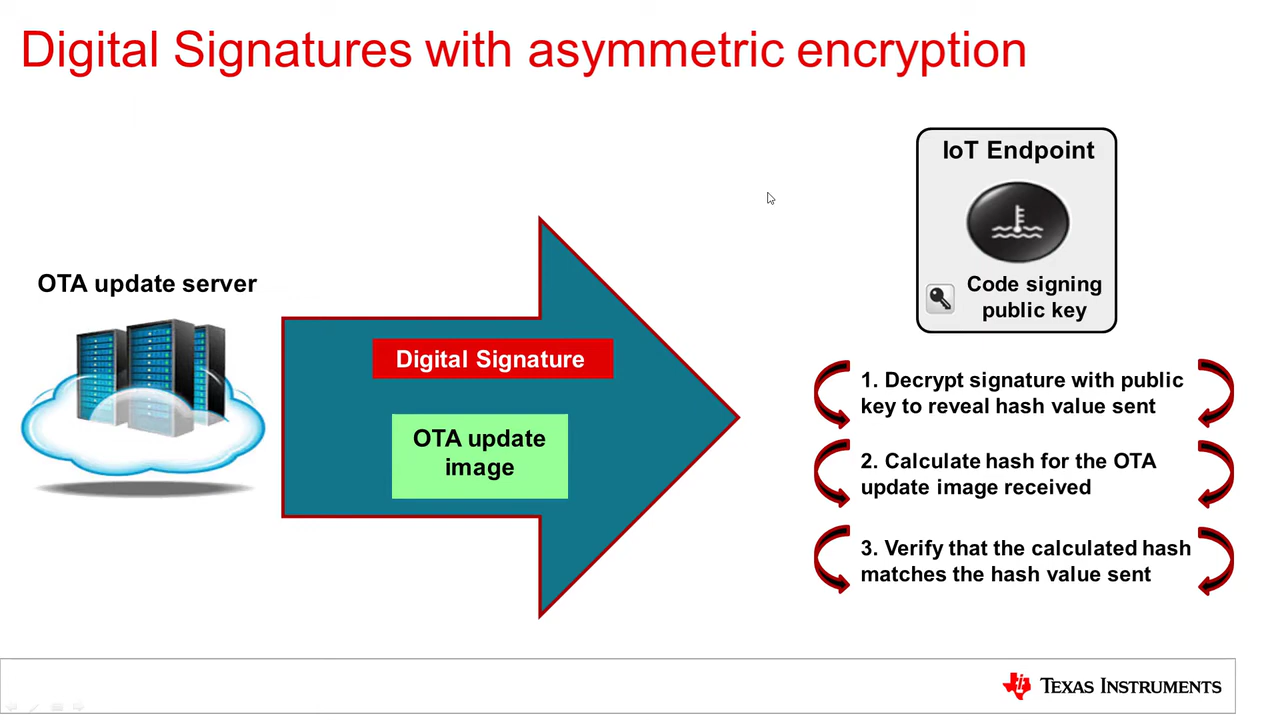 Digital Signatures with asymmetric encryption
IoT Endpoint
Code signing
public key
OTA update server
Digital Signature
OTA update
image
1. Decrypt signature with public
key to reveal hash value sent
2. Calculate hash for the OTA
update image received
3. Verify that the calculated hash
matches the hash value sent
TEXAS INSTRUMENTS